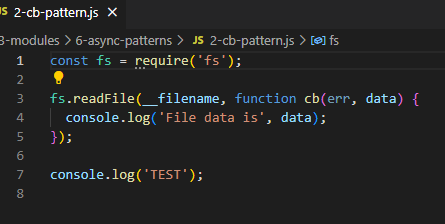 JS 2-cb-pattern.js
3-modules > 6-async-patterns > JS 2-cb-pattern.js > fs
1 const fs = require('fs');
2
3 fs.readFile(__filename, function cb(err, data) {
4   console.log('File data is', data);
5 });
6
7 console.log('TEST');
8